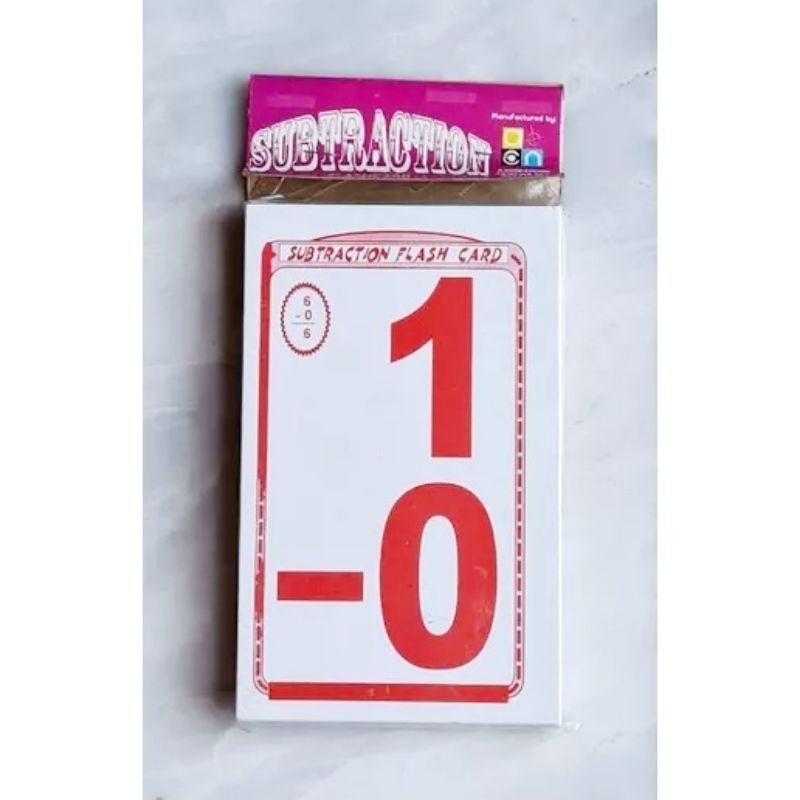 SUBTRACTION
Manufactured by:
SUBTRACTION FLASH CARD
6
- 0
6
1
-0